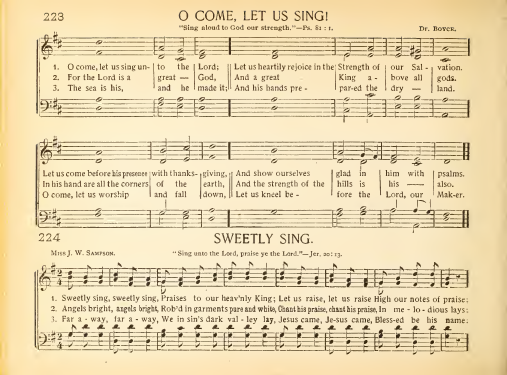 223
O COME, LET US SING!
"Sing aloud to God our strength."—Ps. 81 : 1.
Dr. Boyce.
1. O come, let us sing un- to the Lord; Let us heartily rejoice in the Strength of our Sal - vation.
2. For the Lord is a great — God, And a great King a - bove all gods.
3. The sea is his, and he made it; And his hands pre - par-ed the dry — land.
Let us come before his presence with thanks- giving, And show ourselves glad in him with psalms.
In his hand are all the corners of the earth, And the strength of the hills is his — also.
O come, let us worship and fall down, Let us kneel be - fore the Lord, our Mak-er.
224
SWEETLY SING.
Miss J. W. Sampson.
"Sing unto the Lord, praise ye the Lord."—Jer. 20:13.
1. Sweetly sing, sweetly sing, Praises to our heav'nly King; Let us raise, let us raise High our notes of praise;
2. Angels bright, angels bright, Rob'd in garments pure and white, Chant his praise, chant his praise, In me - lo - dious lays:
3. Far a - way, far a - way, We in sin's dark val - ley lay, Jesus came, Je-sus came, Bless-ed be his name: